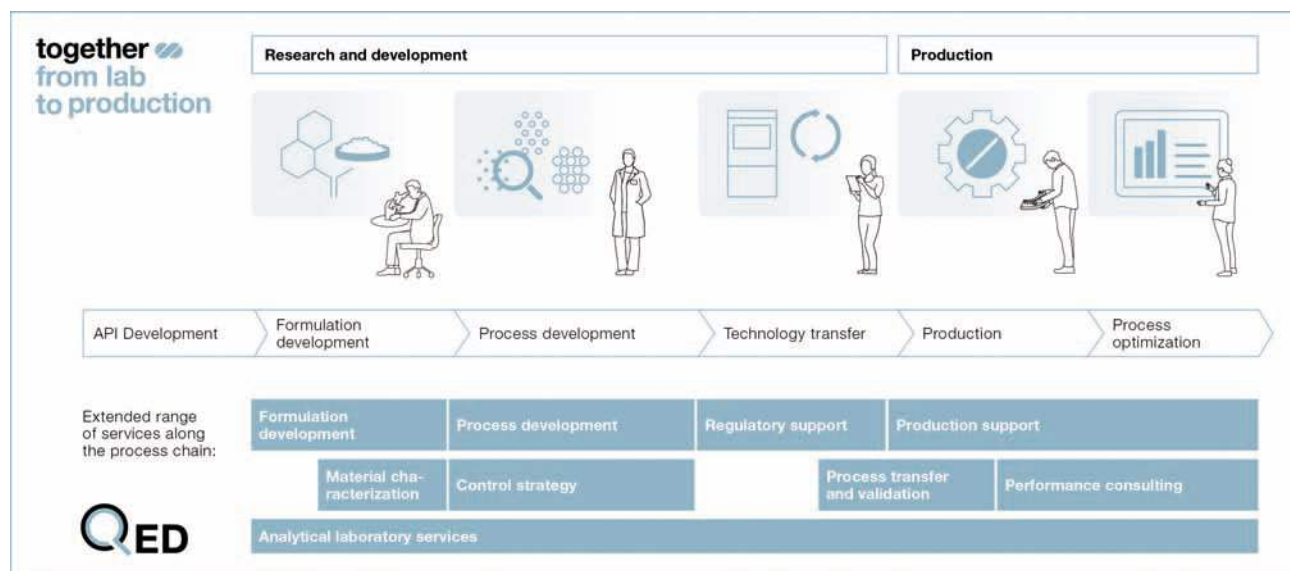 together
from lab
to production
Research and development
Production
API Development
Formulation
development
Process development
Technology transfer
Production
Process
optimization
Extended range
of services along
the process chain:
Formulation
development
Process development
Regulatory support
Production support
Material cha-
racterization
Control strategy
Process transfer
and validation
Performance consulting
QED
Analytical laboratory services